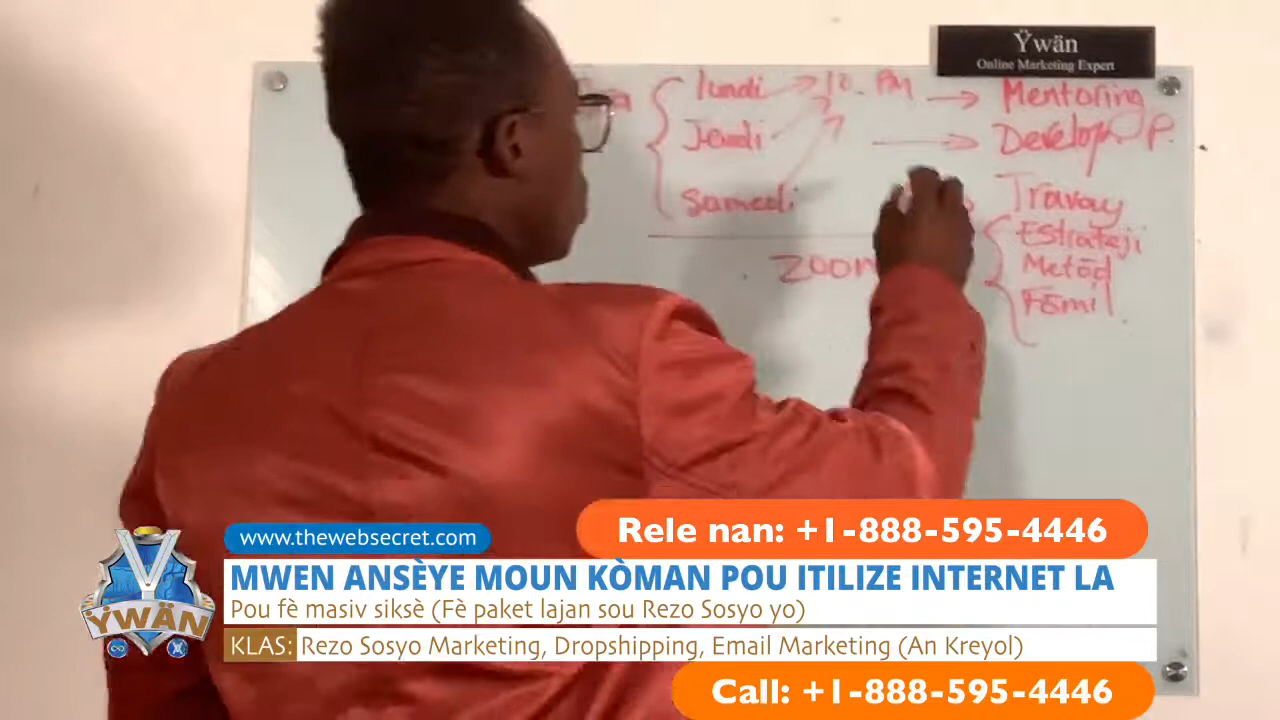 Ÿwän
Online Marketing Expert
lundi → 10 PM → Mentoring
Jeudi → Develop P.
Samedi Travay
Estrateji
Metòd
Fòmil
ZOOM
Rele nan: +1-888-595-4446
www.thewebsecret.com
MWEN ANSÈYE MOUN KÒMAN POU ITILIZE INTERNET LA
Pou fè masiv siksè (Fè paket lajan sou Rezo Sosyo yo)
KLAS: Rezo Sosyo Marketing, Dropshipping, Email Marketing (An Kreyol)
Call: +1-888-595-4446
Y
ŸWÄN